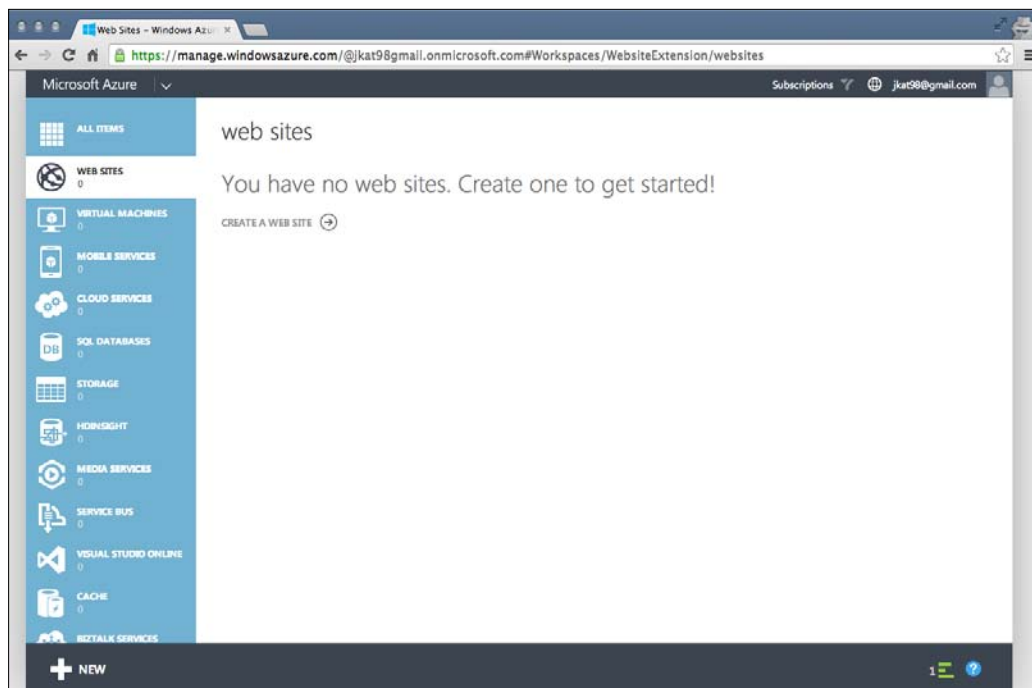 Web Sites – Windows Azur
https://manage.windowsazure.com/@jkat98gmail.onmicrosoft.com#Workspaces/WebsiteExtension/websites
Microsoft Azure
Subscriptions
jkat98@gmail.com
ALL ITEMS
web sites
WEB SITES
0
You have no web sites. Create one to get started!
VIRTUAL MACHINES
0
CREATE A WEB SITE
MOBILE SERVICES
0
CLOUD SERVICES
0
DB
SQL DATABASES
0
STORAGE
0
HDINSIGHT
0
MEDIA SERVICES
0
SERVICE BUS
0
VISUAL STUDIO ONLINE
0
CACHE
0
BIZTALK SERVICES
NEW
1
?